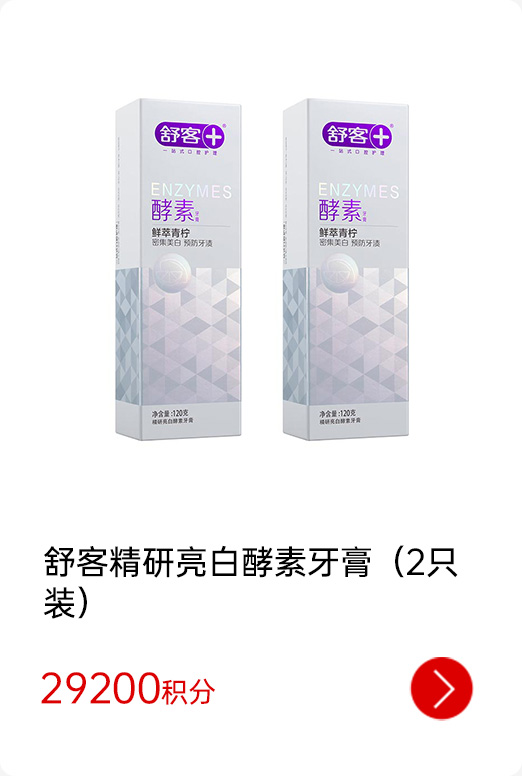 舒客+®
一站式口腔护理
ENZYMES
酵素牙膏
鲜萃青柠
密集美白 预防牙渍
净含量:120克
精研亮白酵素牙膏
舒客+®
一站式口腔护理
ENZYMES
酵素牙膏
鲜萃青柠
密集美白 预防牙渍
净含量:120克
精研亮白酵素牙膏
舒客精研亮白酵素牙膏（2只
装）
29200积分